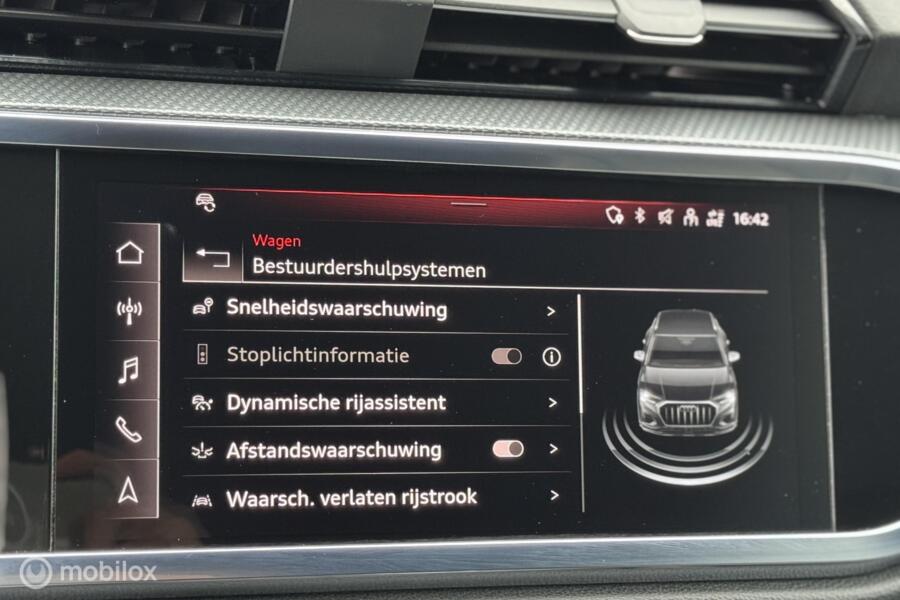 16:42
Wagen
Bestuurdershulpsystemen
Snelheidswaarschuwing
Stoplichtinformatie
Dynamische rijassistent
Afstandswaarschuwing
Waarsch. verlaten rijstrook
mobilox